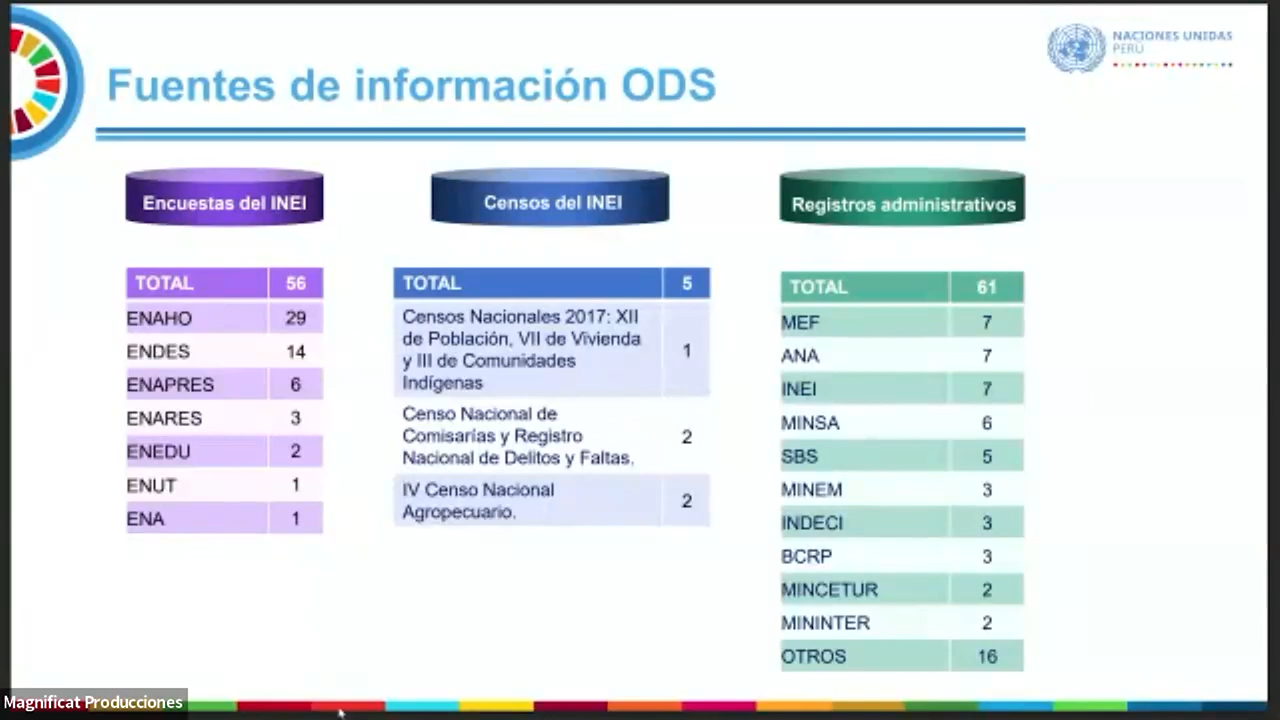 NACIONES UNIDAS
PERÚ
Fuentes de información ODS
Encuestas del INEI
TOTAL 56
ENAHO 29
ENDES 14
ENAPRES 6
ENARES 3
ENEDU 2
ENUT 1
ENA 1
Censos del INEI
TOTAL 5
Censos Nacionales 2017: XII
de Población, VII de Vivienda
y III de Comunidades
Indígenas
1
Censo Nacional de
Comisarías y Registro
Nacional de Delitos y Faltas.
2
IV Censo Nacional
Agropecuario.
2
Registros administrativos
TOTAL 61
MEF 7
ANA 7
INEI 7
MINSA 6
SBS 5
MINEM 3
INDECI 3
BCRP 3
MINCETUR 2
MININTER 2
OTROS 16
Magnificat Producciones